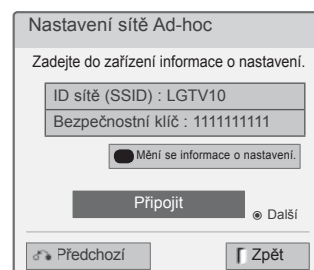 Nastavení sítě Ad-hoc
Zadejte do zařízení informace o nastavení.
ID sítě (SSID) : LGTV10
Bezpečnostní klíč : 1111111111
Mění se informace o nastavení.
Připojit
Další
Předchozí
Zpět